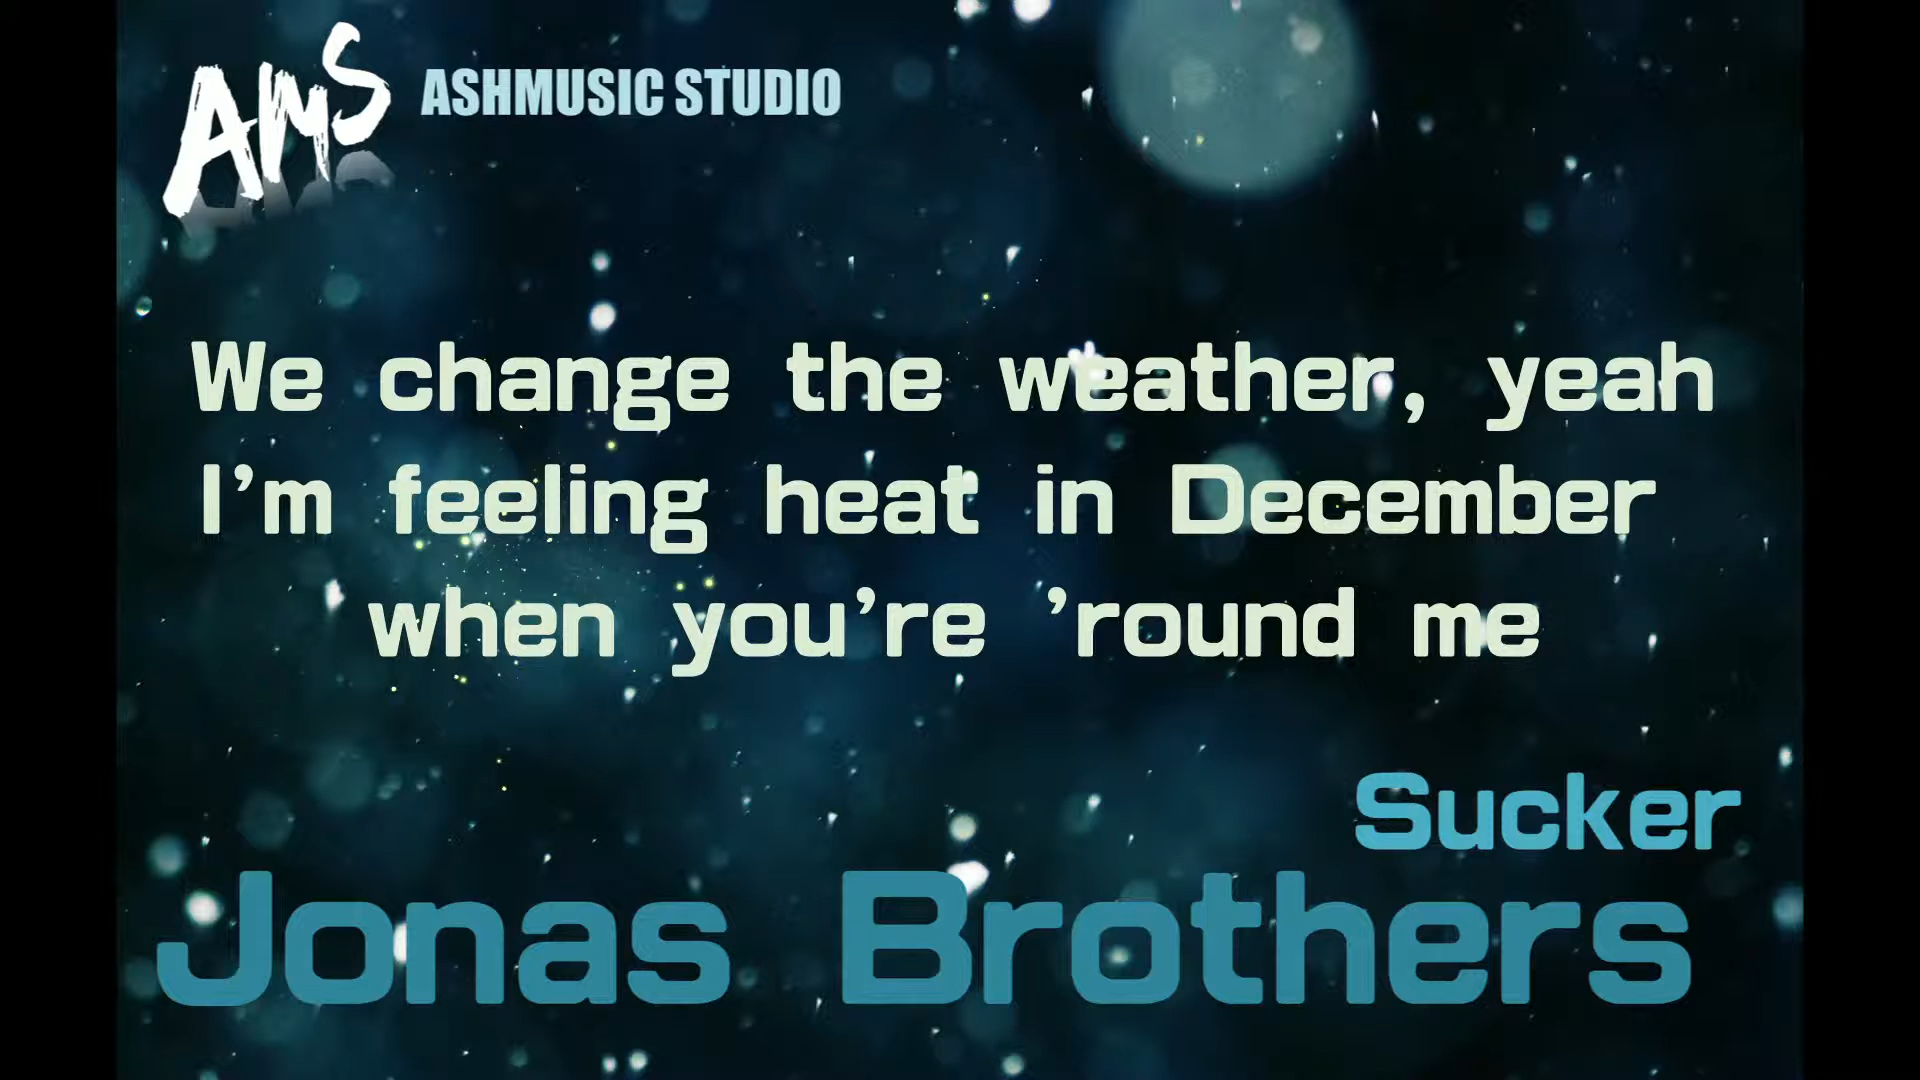 AMS
ASHMUSIC STUDIO
We change the weather, yeah
I'm feeling heat in December
when you're 'round me
Sucker
Jonas Brothers